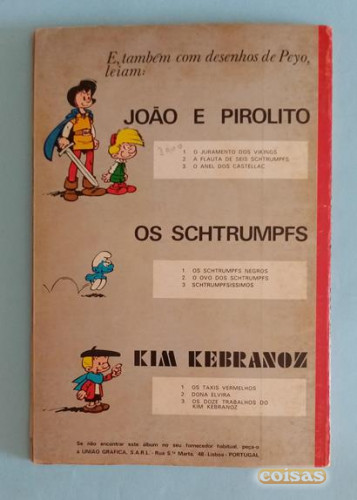 E, também com desenhos de Peyo,
leiam:
JOÃO E PIROLITO
1. O JURAMENTO DOS VIKINGS
2. A FLAUTA DE SEIS SCHTRUMPFS
3. O ANEL DOS CASTELLAC
OS SCHTRUMPFS
1. OS SCHTRUMPFS NEGROS
2. O OVO DOS SCHTRUMPFS
3. SCHTRUMPFSISSIMOS
KIM KEBRANOZ
1. OS TAXIS VERMELHOS
2. DONA ELVIRA
3. OS DOZE TRABALHOS DO
KIM KEBRANOZ
Se não encontrar este álbum no seu fornecedor habitual, peça-o
à UNIÃO GRÁFICA, S.A.R.L. - Rua S.ta Marta, 48, Lisboa - PORTUGAL
coisas